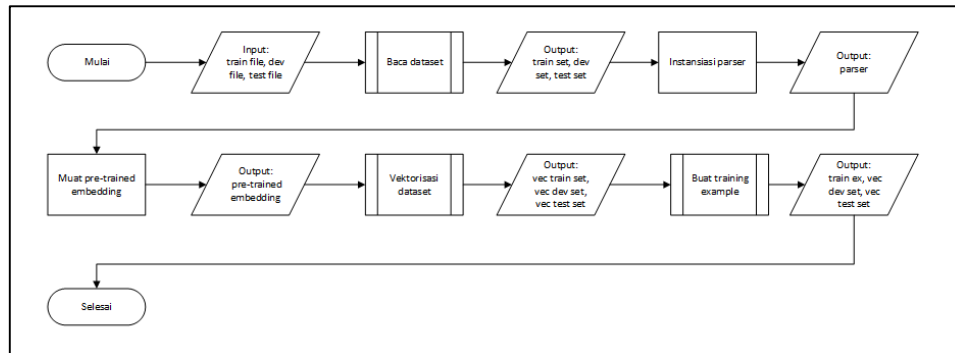 Mulai
Input:
train file, dev
file, test file
Baca dataset
Output:
train set, dev
set, test set
Instansiasi parser
Output:
parser
Muat pre-trained
embedding
Output:
pre-trained
embedding
Vektorisasi
dataset
Output:
vec train set,
vec dev set,
vec test set
Buat training
example
Output:
train ex, vec
dev set, vec
test set
Selesai